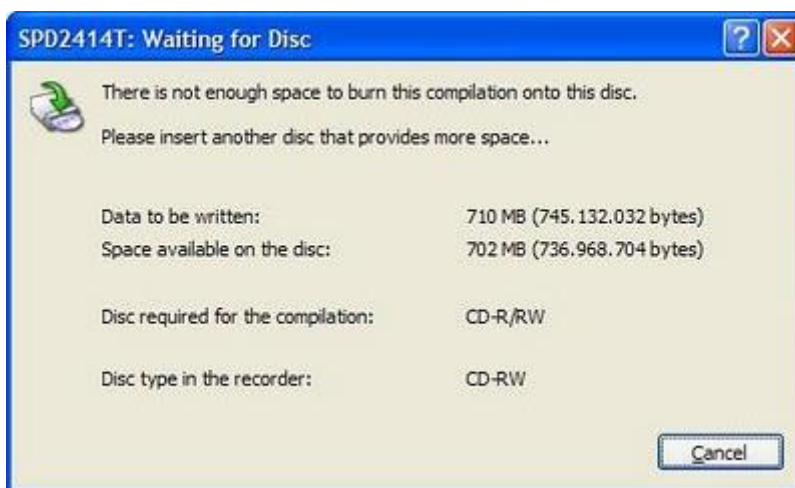 SPD2414T: Waiting for Disc
There is not enough space to burn this compilation onto this disc.
Please insert another disc that provides more space...
Data to be written: 710 MB (745.132.032 bytes)
Space available on the disc: 702 MB (736.968.704 bytes)
Disc required for the compilation: CD-R/RW
Disc type in the recorder: CD-RW
Cancel